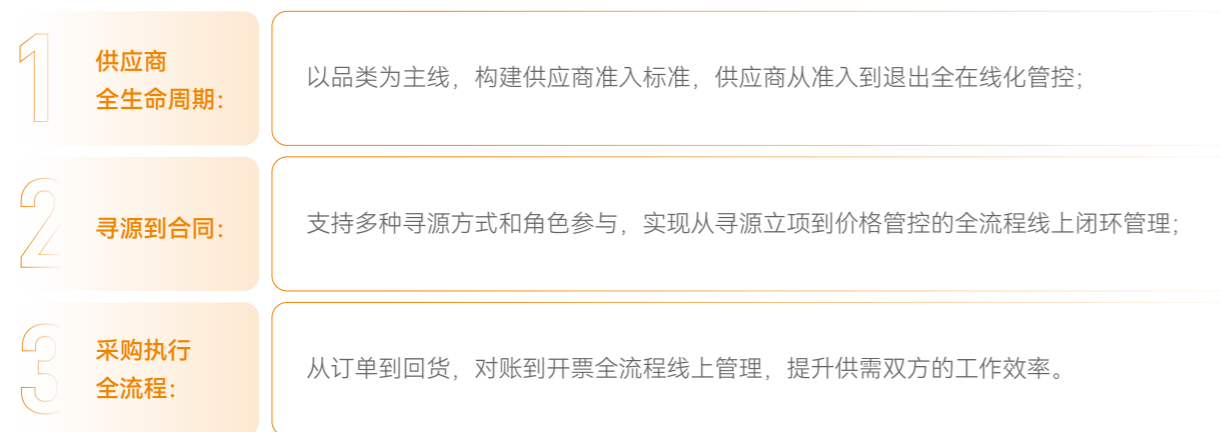 1
供应商
全生命周期：
以品类为主线，构建供应商准入标准，供应商从准入到退出全在线化管控；
2
寻源到合同：
支持多种寻源方式和角色参与，实现从寻源立项到价格管控的全流程线上闭环管理；
3
采购执行
全流程：
从订单到回货，对账到开票全流程线上管理，提升供需双方的工作效率。